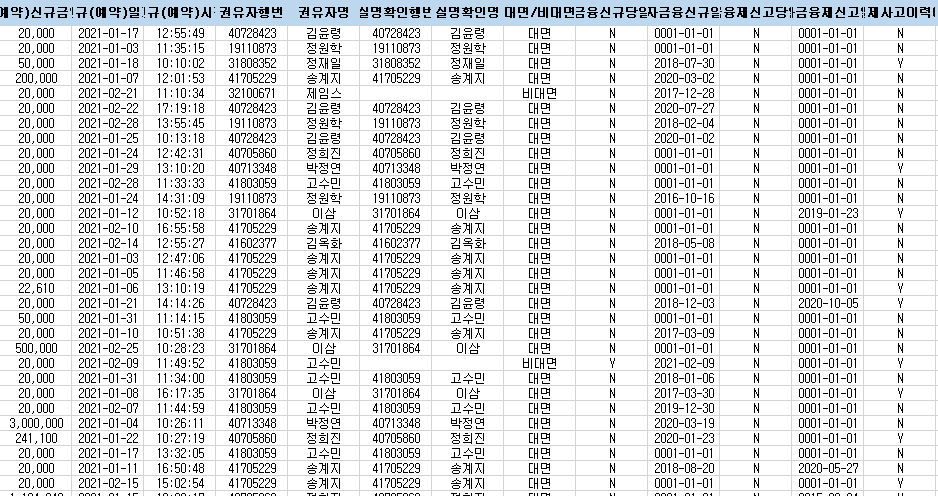 예약)신규금 규(예약)일 규(예약)시 권유자행번 권유자명 실명확인행번 실명확인명 대면/비대면 금융신규당일 자금융신규일 융제신고당일 금융제신고일 제사고이력
20,000 2021-01-17 12:55:49 40728423 김윤령 40728423 김윤령 대면 N 0001-01-01 N 0001-01-01 N
20,000 2021-01-03 11:35:15 19110873 정원학 19110873 정원학 대면 N 0001-01-01 N 0001-01-01 N
50,000 2021-01-18 10:10:02 31808352 정재일 31808352 정재일 대면 N 2018-07-30 N 0001-01-01 Y
200,000 2021-01-07 12:01:53 41705229 송계지 41705229 송계지 대면 N 2020-03-02 N 0001-01-01 N
20,000 2021-02-21 11:10:34 32100671 제임스 비대면 N 2017-12-28 N 0001-01-01 N
20,000 2021-02-22 17:19:18 40728423 김윤령 40728423 김윤령 대면 N 2020-07-27 N 0001-01-01 N
20,000 2021-02-28 13:55:45 19110873 정원학 19110873 정원학 대면 N 2018-02-04 N 0001-01-01 N
20,000 2021-01-25 10:13:18 40728423 김윤령 40728423 김윤령 대면 N 2020-01-02 N 0001-01-01 N
20,000 2021-01-24 12:42:31 40705860 정희진 40705860 정희진 대면 N 0001-01-01 N 0001-01-01 N
20,000 2021-01-29 13:10:20 40713348 박정연 40713348 박정연 대면 N 0001-01-01 N 0001-01-01 Y
20,000 2021-02-28 11:33:33 41803059 고수민 41803059 고수민 대면 N 0001-01-01 N 0001-01-01 N
20,000 2021-01-24 14:31:09 19110873 정원학 19110873 정원학 대면 N 2016-10-16 N 0001-01-01 N
20,000 2021-01-12 10:52:18 31701864 이삼 31701864 이삼 대면 N 0001-01-01 N 2019-01-23 Y
20,000 2021-02-10 16:55:58 41705229 송계지 41705229 송계지 대면 N 0001-01-01 N 0001-01-01 N
20,000 2021-02-14 12:55:27 41602377 김옥화 41602377 김옥화 대면 N 2018-05-08 N 0001-01-01 N
20,000 2021-01-03 12:47:06 41705229 송계지 41705229 송계지 대면 N 0001-01-01 N 0001-01-01 N
20,000 2021-01-05 11:46:58 41705229 송계지 41705229 송계지 대면 N 0001-01-01 N 0001-01-01 N
22,610 2021-01-06 13:10:19 41705229 송계지 41705229 송계지 대면 N 0001-01-01 N 0001-01-01 Y
20,000 2021-01-21 14:14:26 40728423 김윤령 40728423 김윤령 대면 N 2018-12-03 N 2020-10-05 Y
50,000 2021-01-31 11:14:15 41803059 고수민 41803059 고수민 대면 N 0001-01-01 N 0001-01-01 N
20,000 2021-01-10 10:51:38 41705229 송계지 41705229 송계지 대면 N 2017-03-09 N 0001-01-01 N
500,000 2021-02-25 10:28:23 31701864 이삼 31701864 이삼 대면 N 0001-01-01 N 0001-01-01 Y
20,000 2021-02-09 11:49:52 41803059 고수민 비대면 Y 2021-02-09 N 0001-01-01 N
20,000 2021-01-31 11:34:00 41803059 고수민 41803059 고수민 대면 N 2018-01-06 N 0001-01-01 N
20,000 2021-01-08 16:17:35 31701864 이삼 31701864 이삼 대면 N 2017-03-30 N 0001-01-01 Y
20,000 2021-02-07 11:44:59 41803059 고수민 41803059 고수민 대면 N 2019-12-30 N 0001-01-01 N
3,000,000 2021-01-04 10:26:11 40713348 박정연 40713348 박정연 대면 N 2020-03-19 N 0001-01-01 N
241,100 2021-01-22 10:27:19 40705860 정희진 40705860 정희진 대면 N 2020-01-23 N 0001-01-01 Y
20,000 2021-01-17 13:32:05 41803059 고수민 41803059 고수민 대면 N 0001-01-01 N 0001-01-01 N
20,000 2021-01-11 16:50:48 41705229 송계지 41705229 송계지 대면 N 2018-08-20 N 2020-05-27 Y
20,000 2021-02-15 15:02:54 41705229 송계지 41705229 송계지 대면 N 0001-01-01 N 0001-01-01 Y